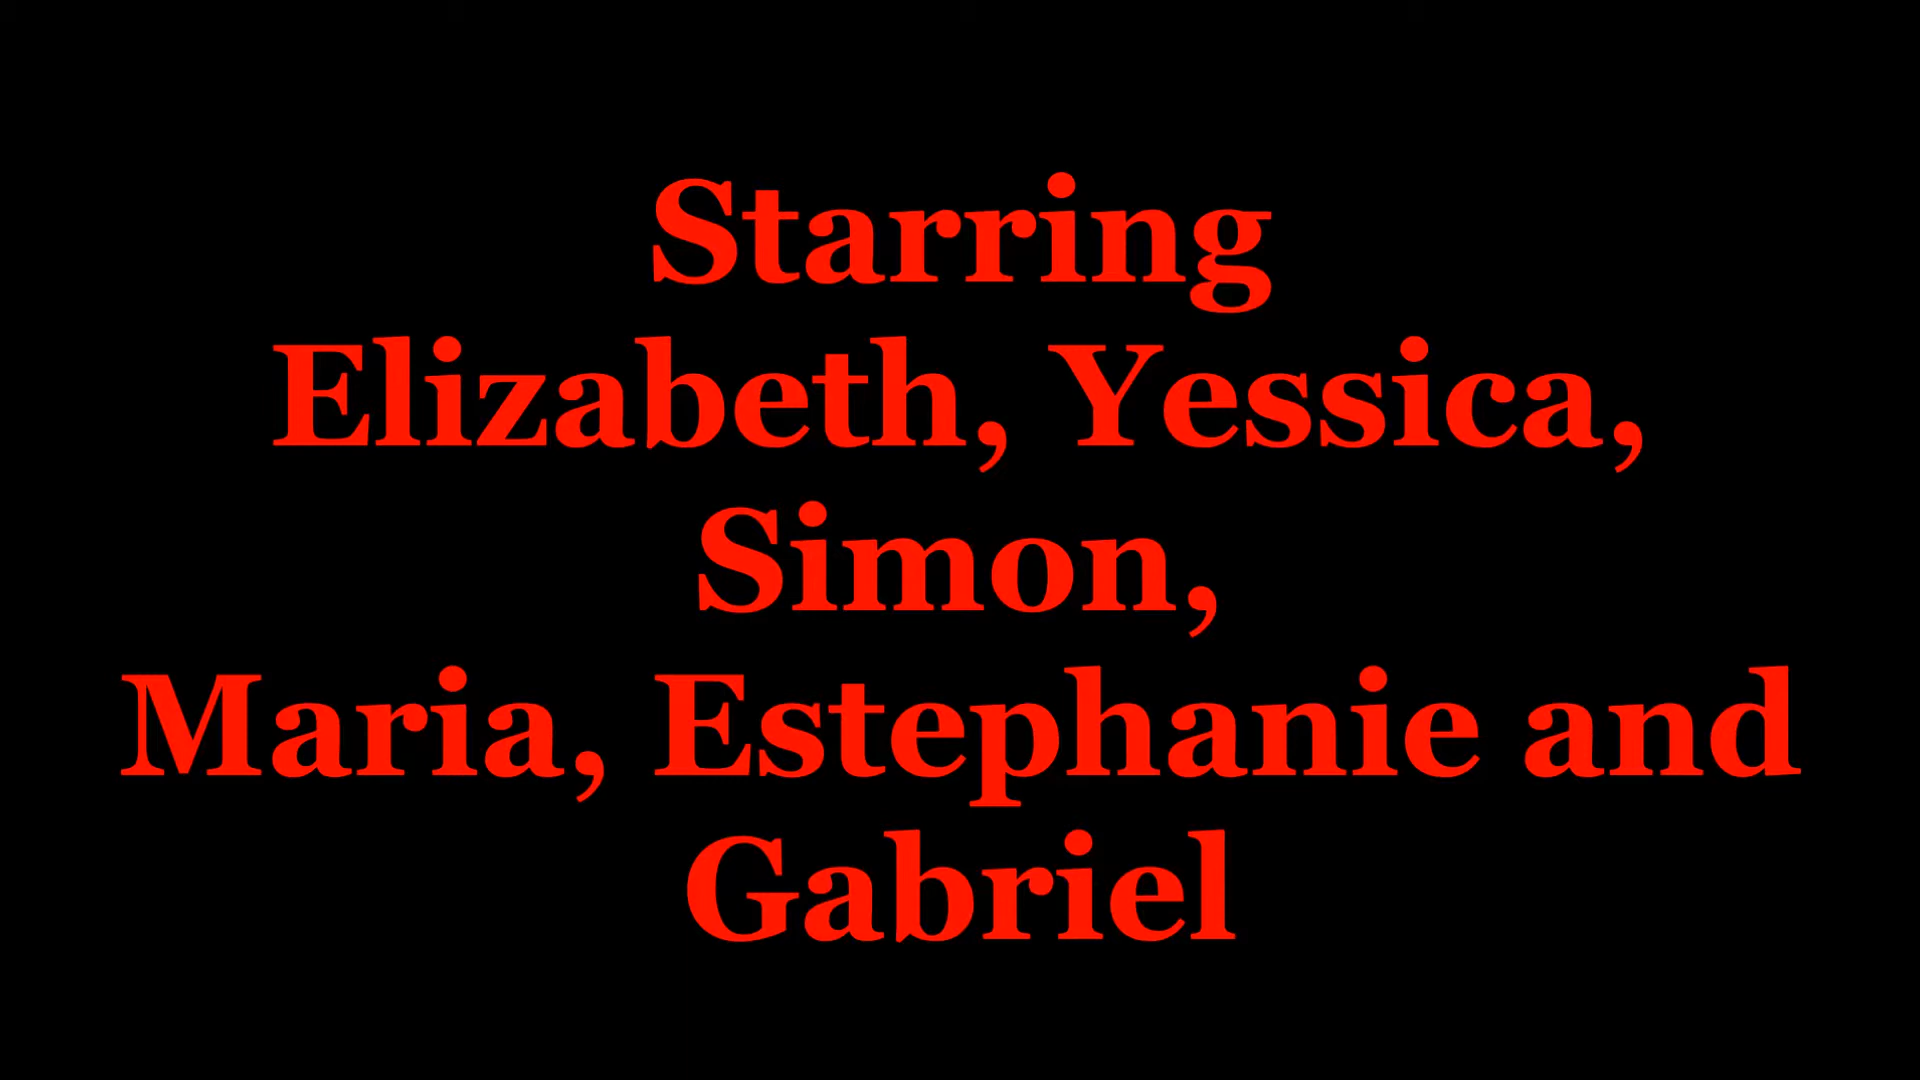 Starring
Elizabeth, Yessica,
Simon,
Maria, Estephanie and
Gabriel